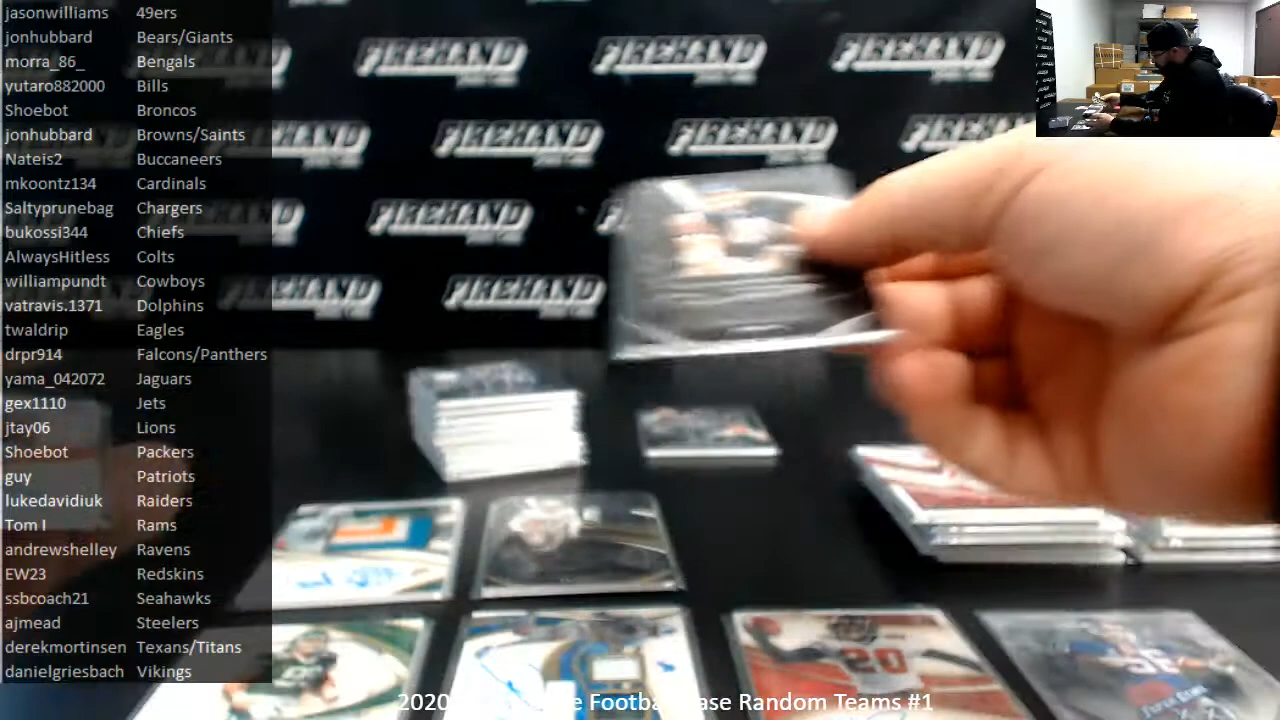 jasonwilliams 49ers
jonhubbard Bears/Giants
morra_86_ Bengals
yutaro882000 Bills
Shoebot Broncos
jonhubbard Browns/Saints
Nateis2 Buccaneers
mkoontz134 Cardinals
Saltyprunebag Chargers
bukossi344 Chiefs
AlwaysHitless Colts
williampundt Cowboys
vatravis.1371 Dolphins
twaldrip Eagles
drpr914 Falcons/Panthers
yama_042072 Jaguars
gex1110 Jets
jtay06 Lions
Shoebot Packers
guy Patriots
lukedavidiuk Raiders
Tom I Rams
andrewshelley Ravens
EW23 Redskins
ssbcoach21 Seahawks
ajmead Steelers
derekmortinsen Texans/Titans
danielgriesbach Vikings
FIREHAND FIREHAND FIREHAND
FIREHAND FIREHAND
FIREHAND
FIREHAND FIREHAND
20
2020 Random Teams #1